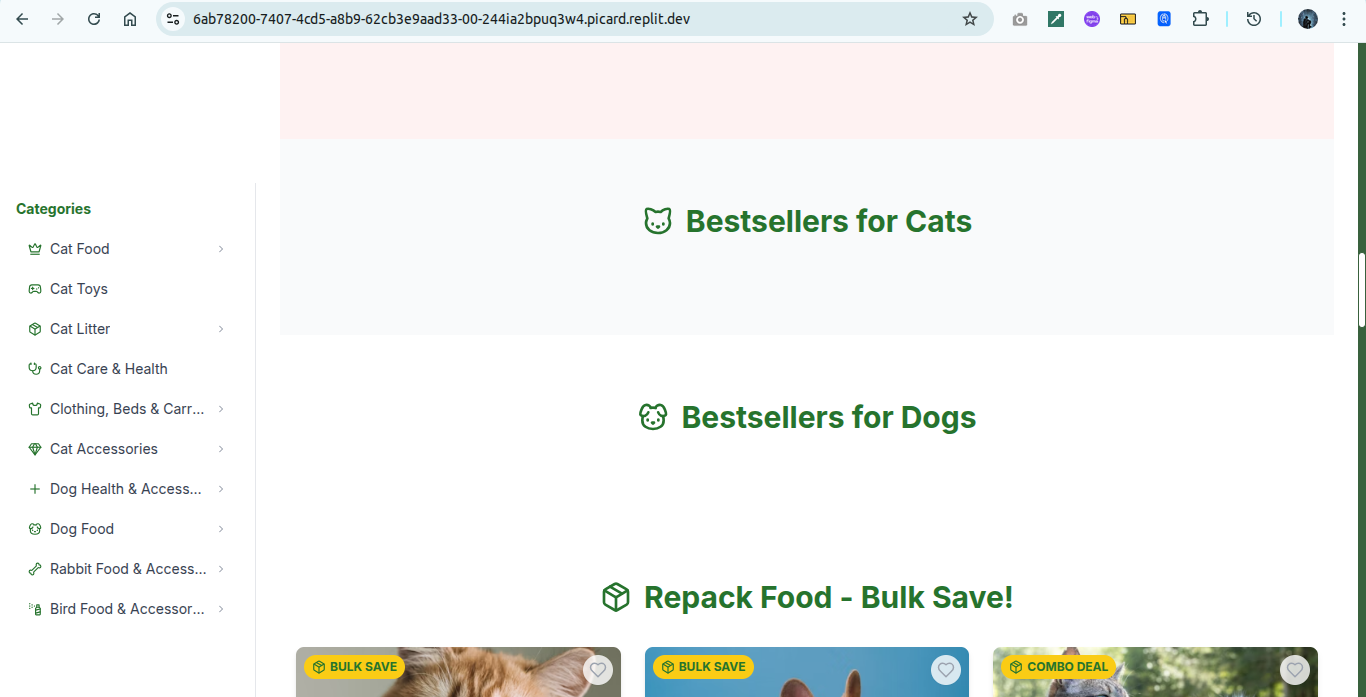 6ab78200-7407-4cd5-a8b9-62cb3e9aad33-00-244ia2bpuq3w4.picard.replit.dev
Categories
Cat Food
Cat Toys
Cat Litter
Cat Care & Health
Clothing, Beds & Carr...
Cat Accessories
Dog Health & Access...
Dog Food
Rabbit Food & Access...
Bird Food & Accessor...
Bestsellers for Cats
Bestsellers for Dogs
Repack Food - Bulk Save!
BULK SAVE
BULK SAVE
COMBO DEAL